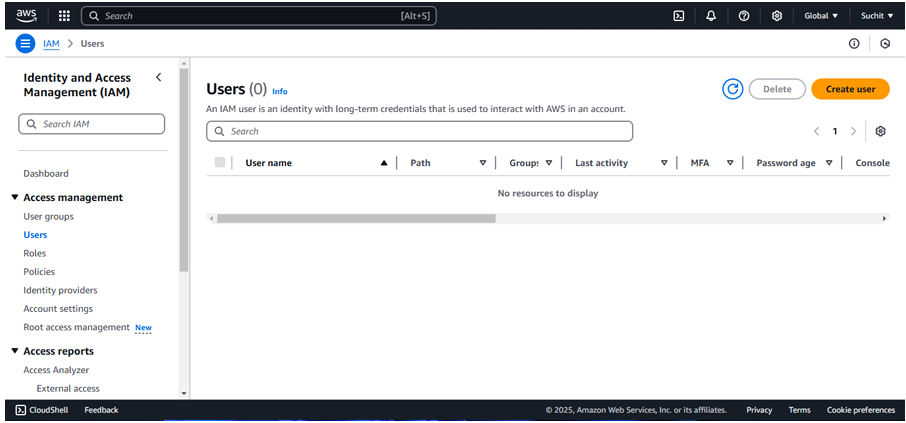 aws Search [Alt+S] Global Suchit
IAM > Users
Identity and Access
Management (IAM)
Search IAM
Dashboard
Access management
User groups
Users
Roles
Policies
Identity providers
Account settings
Root access management New
Access reports
Access Analyzer
External access
Users (0) Info
Delete
Create user
An IAM user is an identity with long-term credentials that is used to interact with AWS in an account.
Search
1
User name Path Groups Last activity MFA Password age Console
No resources to display
CloudShell Feedback © 2025, Amazon Web Services, Inc. or its affiliates. Privacy Terms Cookie preferences